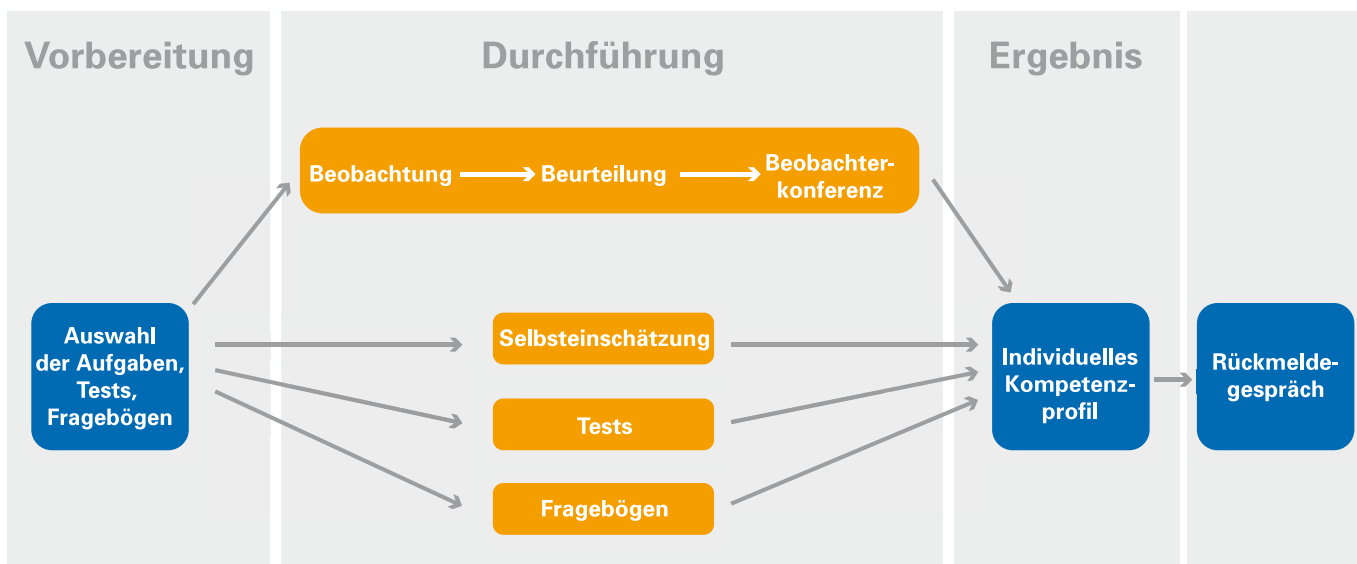 Vorbereitung
Durchführung
Ergebnis
Beobachtung
Beurteilung
Beobachter-
konferenz
Auswahl
der Aufgaben,
Tests,
Fragebögen
Selbsteinschätzung
Tests
Fragebögen
Individuelles
Kompetenz-
profil
Rückmelde-
gespräch